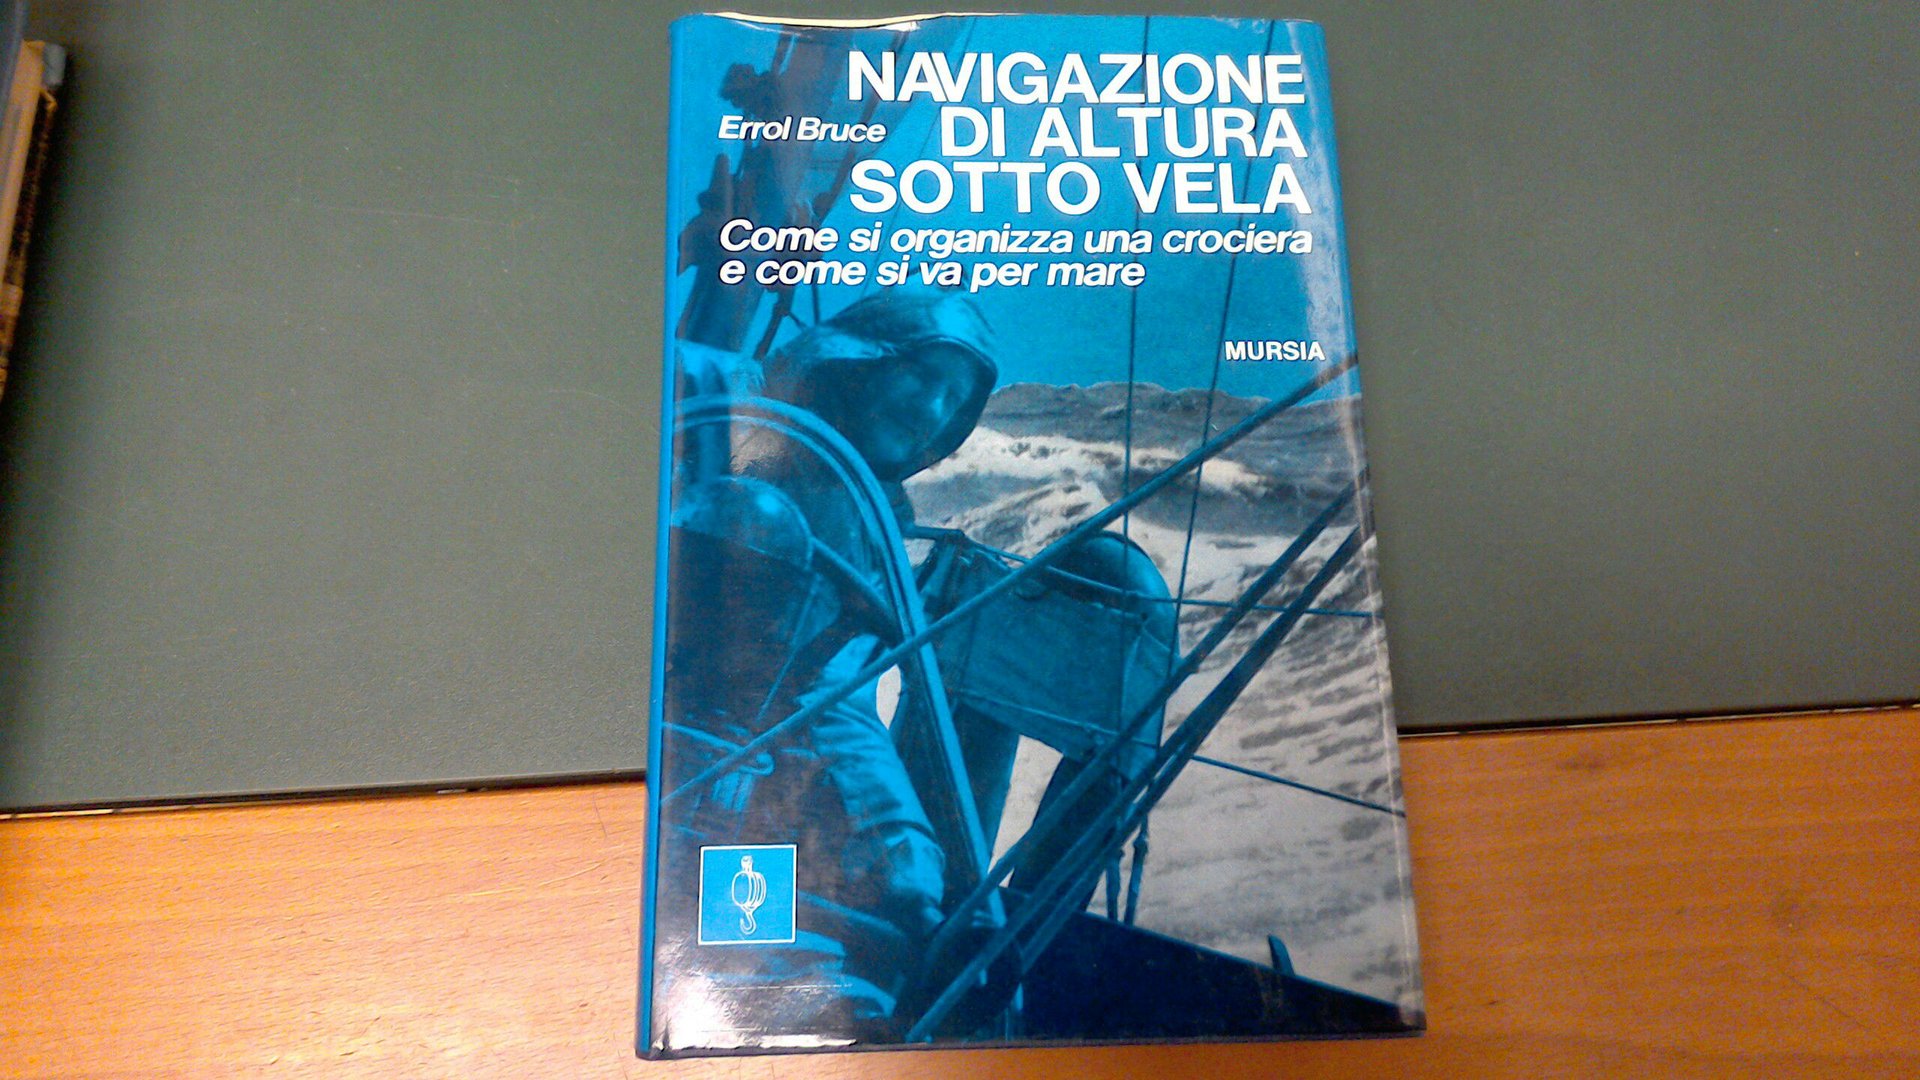 NAVIGAZIONE
Errol Bruce DI ALTURA
SOTTO VELA
Come si organizza una crociera
e come si va per mare
MURSIA